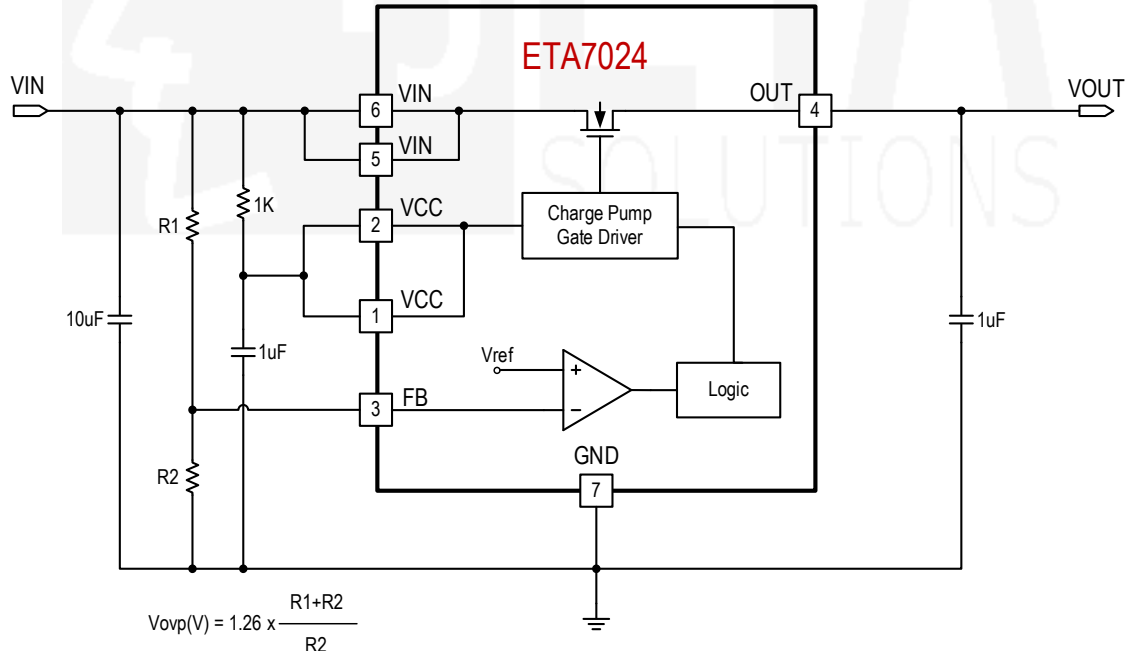 ETA7024
VIN
VIN
OUT
VOUT
6
4
VIN
5
1K
VCC
2
Charge Pump
Gate Driver
R1
VCC
1
10uF
1uF
1uF
Vref
+
−
Logic
FB
3
R2
GND
7
Vovp(V) = 1.26 x
R1+R2
R2
SOLUTIONS